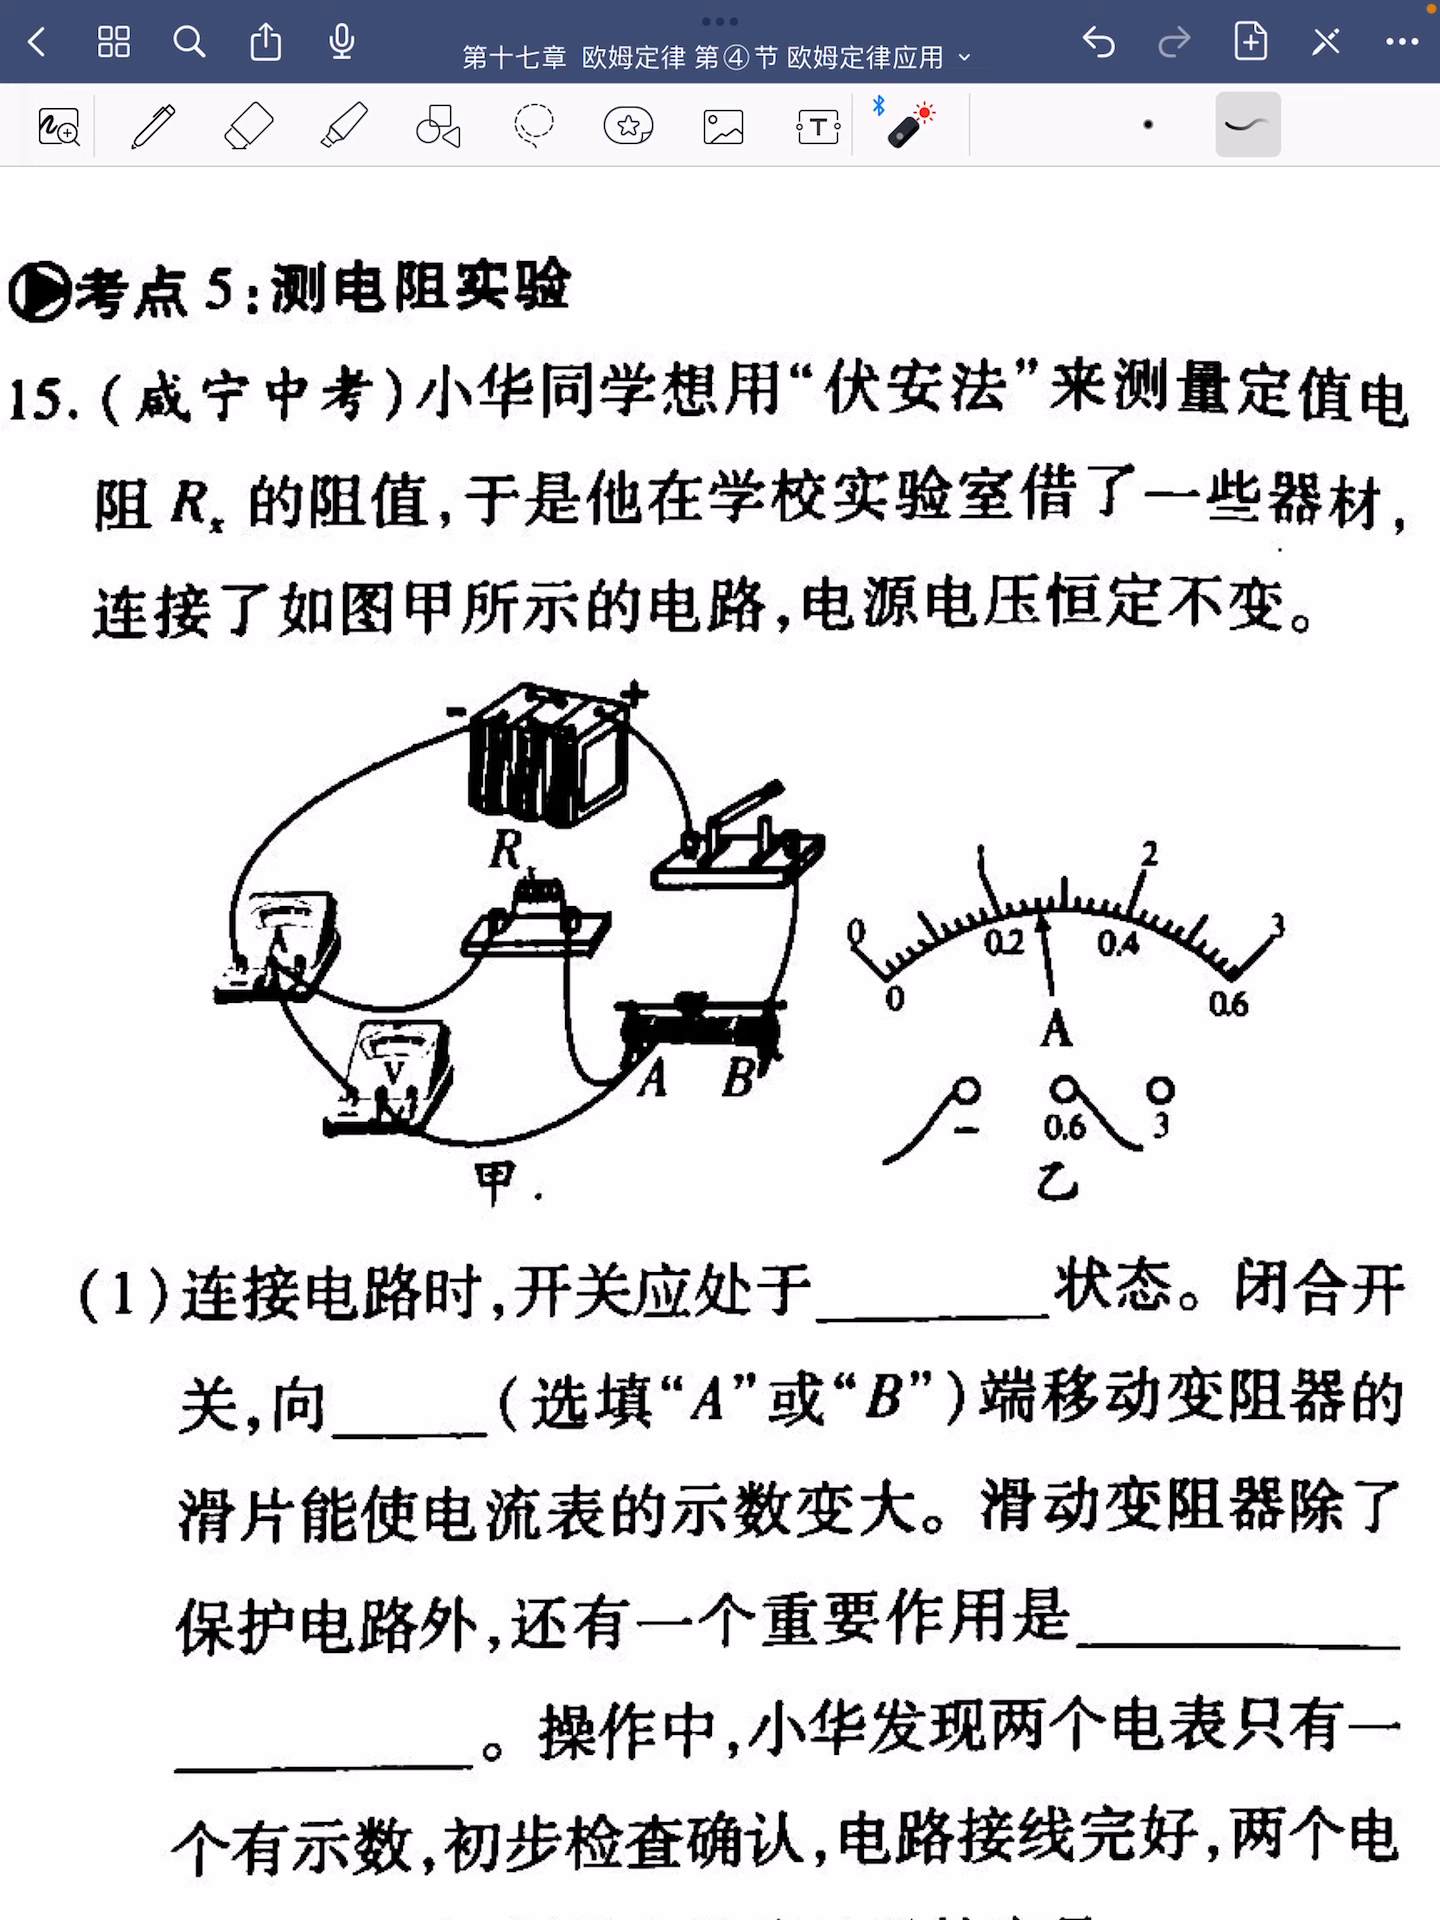 第十七章 欧姆定律 第④节 欧姆定律应用
考点5:测电阻实验
15.(咸宁中考)小华同学想用“伏安法”来测量定值电
阻Rx的阻值,于是他在学校实验室借了一些器材,
连接了如图甲所示的电路,电源电压恒定不变。
- +
R
A
V
A B
甲
0 2 3
0 0.2 0.4 0.6
A
- 0.6 3
乙
(1)连接电路时,开关应处于________状态。闭合开
关,向_____(选填“A”或“B”)端移动变阻器的
滑片能使电流表的示数变大。滑动变阻器除了
保护电路外,还有一个重要作用是___________
__________。操作中,小华发现两个电表只有一
个有示数,初步检查确认,电路接线完好,两个电